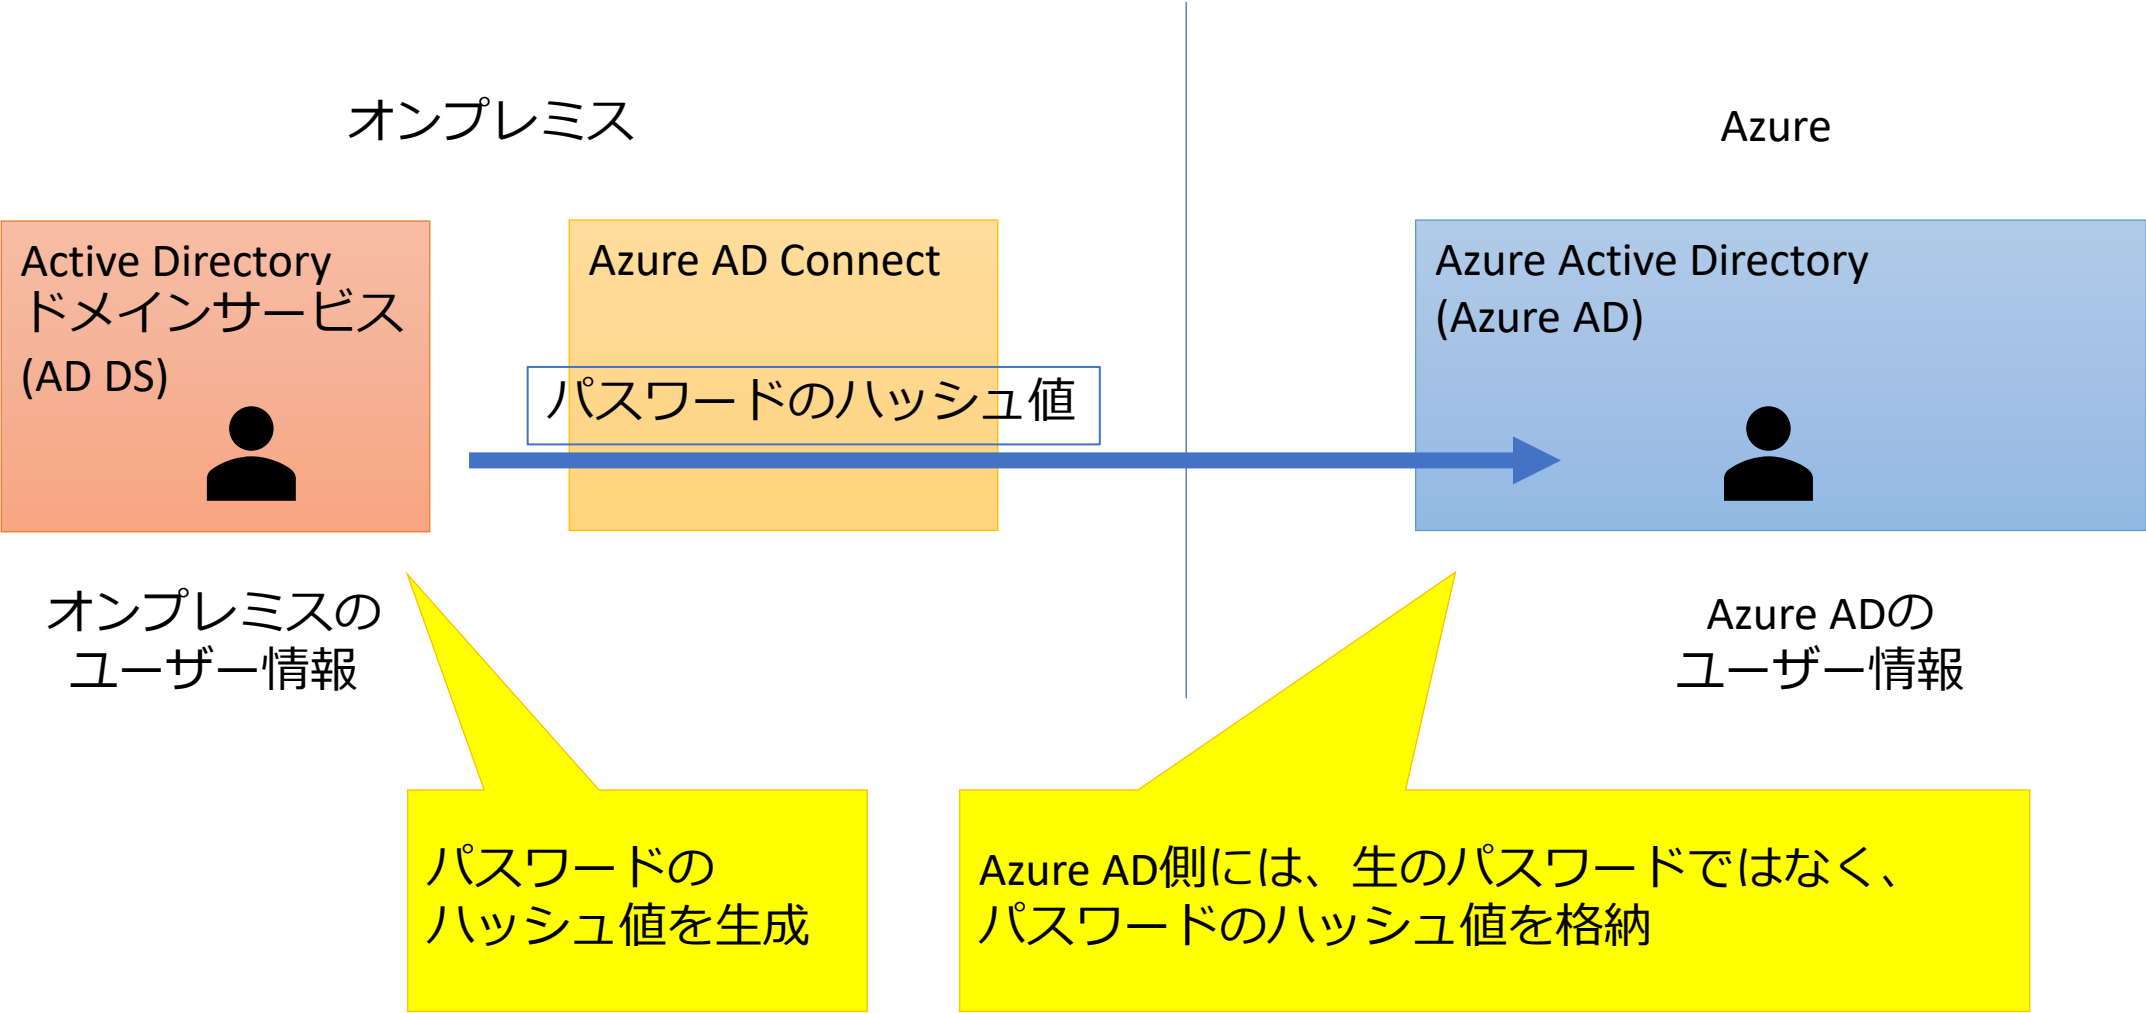 オンプレミス
Azure
Active Directory
ドメインサービス
(AD DS)
Azure AD Connect
パスワードのハッシュ値
Azure Active Directory
(Azure AD)
オンプレミスの
ユーザー情報
Azure ADの
ユーザー情報
パスワードの
ハッシュ値を生成
Azure AD側には、生のパスワードではなく、
パスワードのハッシュ値を格納